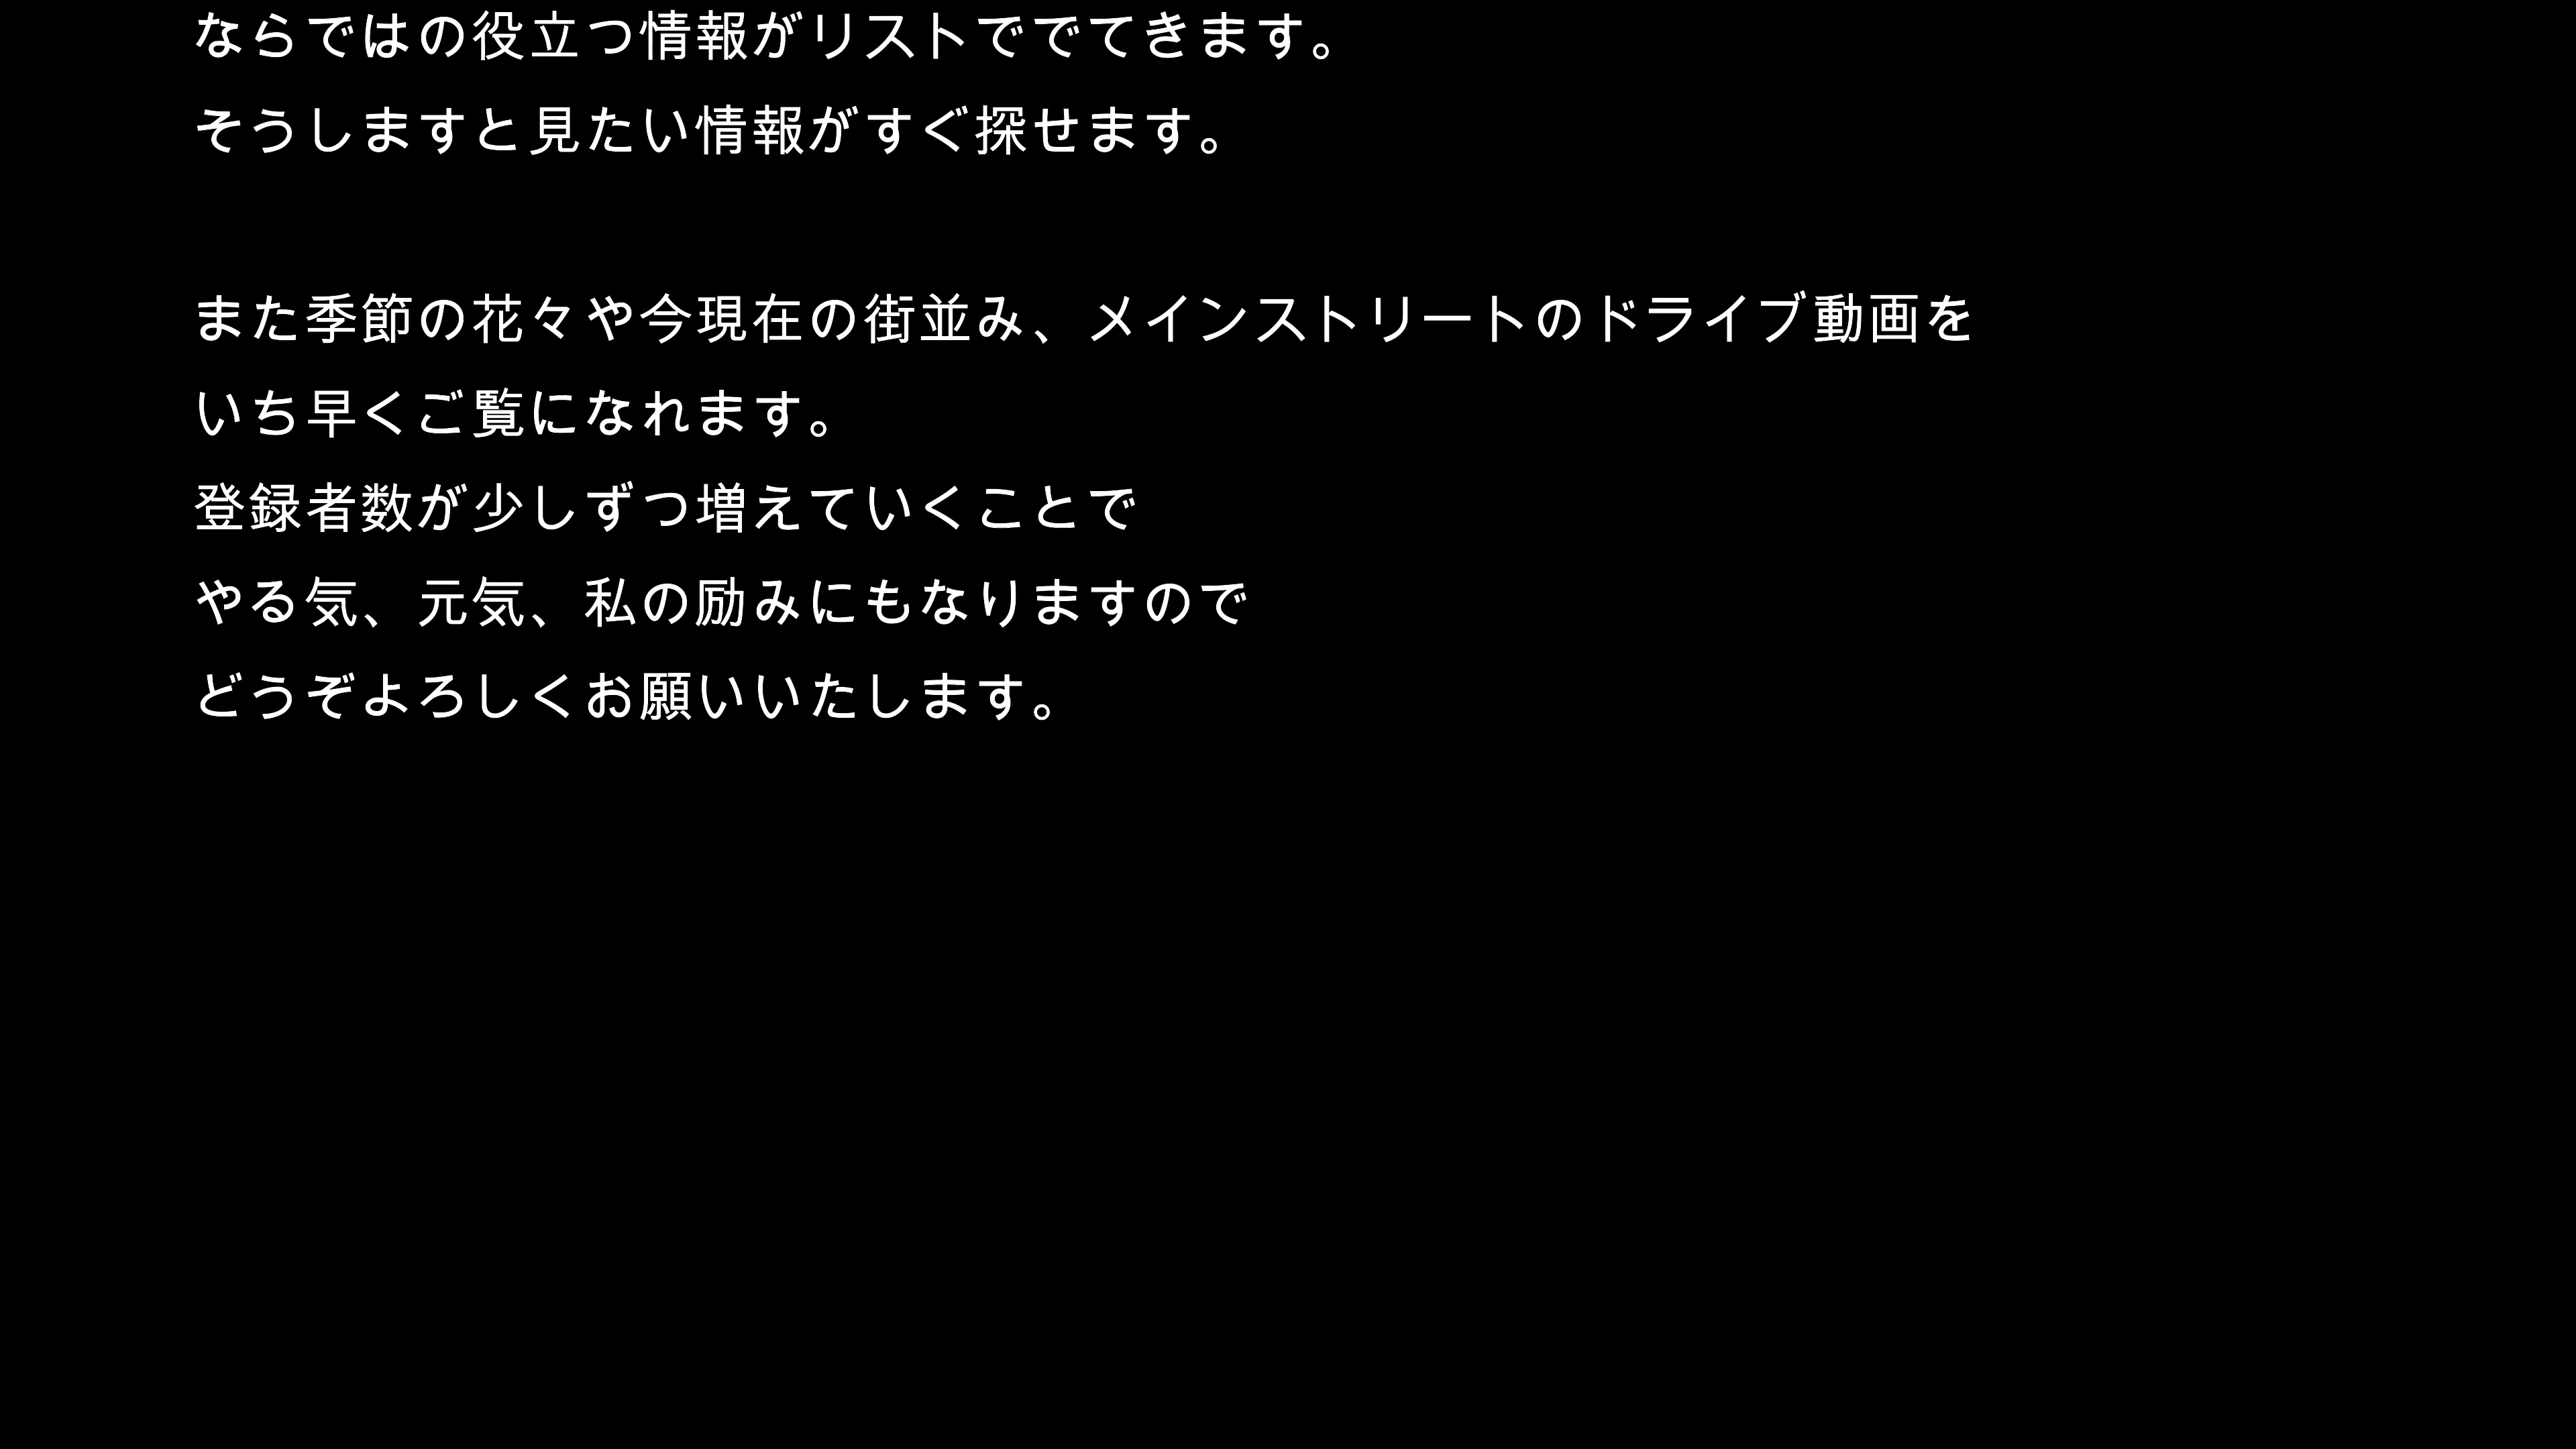 ならではの役立つ情報がリストででてきます。
そうしますと見たい情報がすぐ探せます。
また季節の花々や今現在の街並み、メインストリートのドライブ動画を
いち早くご覧になれます。
登録者数が少しずつ増えていくことで
やる気、元気、私の励みにもなりますので
どうぞよろしくお願いいたします。